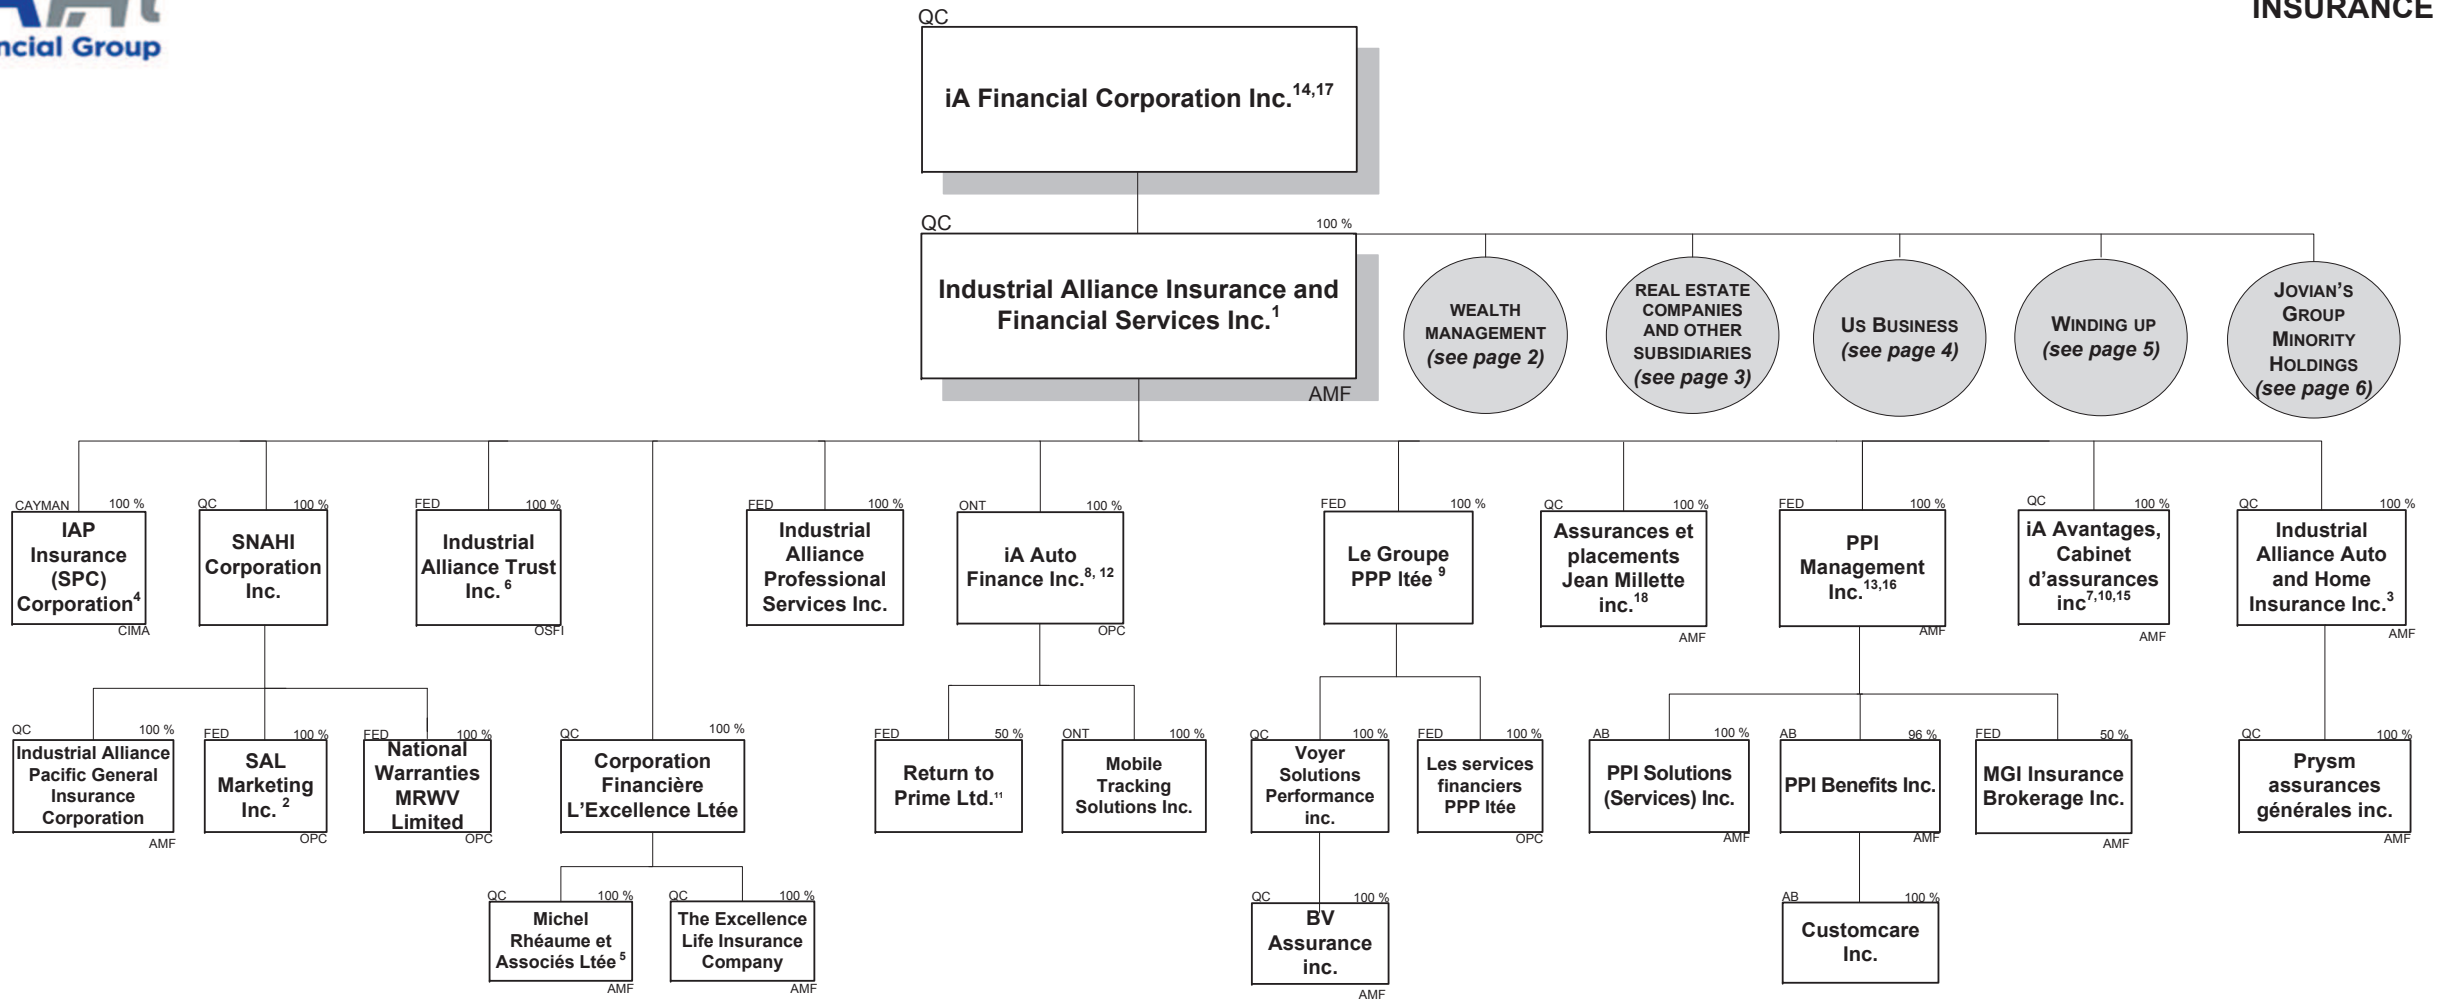 ncial Group
INSURANCE
QC
iA Financial Corporation Inc.14,17
QC
100 %
Industrial Alliance Insurance and
Financial Services Inc.1
AMF
WEALTH
MANAGEMENT
(see page 2)
REAL ESTATE
COMPANIES
AND OTHER
SUBSIDIARIES
(see page 3)
US BUSINESS
(see page 4)
WINDING UP
(see page 5)
JOVIAN'S
GROUP
MINORITY
HOLDINGS
(see page 6)
CAYMAN 100 %
IAP
Insurance
(SPC)
Corporation4
CIMA
QC 100 %
SNAHI
Corporation
Inc.
FED 100 %
Industrial
Alliance Trust
Inc. 6
OSFI
FED 100 %
Industrial
Alliance
Professional
Services Inc.
ONT 100 %
iA Auto
Finance Inc.8, 12
OPC
FED 100 %
Le Groupe
PPP ltée 9
QC 100 %
Assurances et
placements
Jean Millette
inc.18
AMF
FED 100 %
PPI
Management
Inc.13,16
AMF
QC 100 %
iA Avantages,
Cabinet
d'assurances
inc7,10,15
AMF
QC 100 %
Industrial
Alliance Auto
and Home
Insurance Inc.3
AMF
QC 100 %
Industrial Alliance
Pacific General
Insurance
Corporation
AMF
FED 100 %
SAL
Marketing
Inc. 2
OPC
FED 100 %
National
Warranties
MRWV
Limited
OPC
QC 100 %
Corporation
Financière
L'Excellence Ltée
FED 50 %
Return to
Prime Ltd.11
ONT 100 %
Mobile
Tracking
Solutions Inc.
QC 100 %
Voyer
Solutions
Performance
inc.
FED 100 %
Les services
financiers
PPP ltée
OPC
AB 100 %
PPI Solutions
(Services) Inc.
AMF
AB 96 %
PPI Benefits Inc.
AMF
FED 50 %
MGI Insurance
Brokerage Inc.
AMF
QC 100 %
Prysm
assurances
générales inc.
AMF
QC 100 %
Michel
Rhéaume et
Associés Ltée 5
AMF
QC 100 %
The Excellence
Life Insurance
Company
AMF
QC 100 %
BV
Assurance
inc.
AMF
AB 100 %
Customcare
Inc.